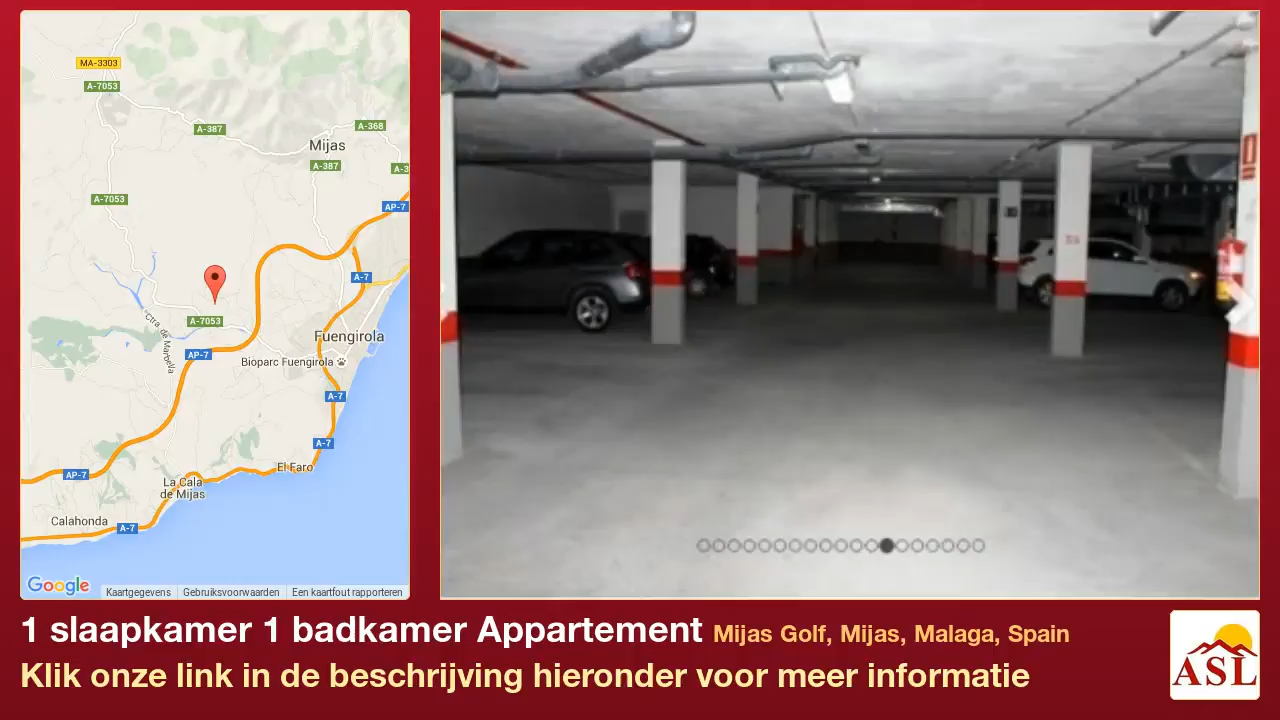 MA-3303
A-7053
A-387
A-368
Mijas
A-387
A-3
A-7053
AP-7
A-7
A-7053
Ctra. de Marbella
Fuengirola
AP-7
Bioparc Fuengirola
A-7
A-7
El Faro
AP-7
La Cala
de Mijas
Calahonda
A-7
Google
Kaartgegevens
Gebruiksvoorwaarden
Een kaartfout rapporteren
1 slaapkamer 1 badkamer Appartement Mijas Golf, Mijas, Malaga, Spain
Klik onze link in de beschrijving hieronder voor meer informatie
ASL